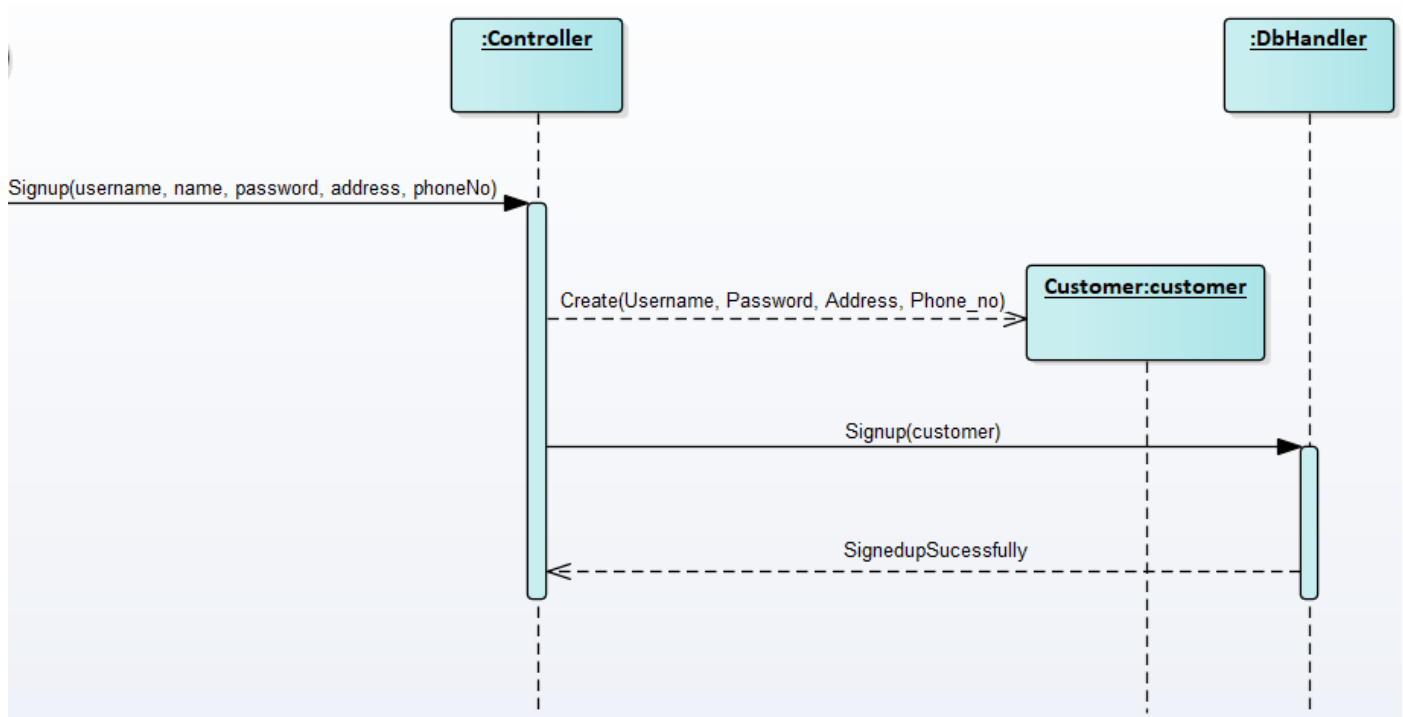 :Controller
:DbHandler
Signup(username, name, password, address, phoneNo)
Customer:customer
Create(Username, Password, Address, Phone_no)
Signup(customer)
SignedupSucessfully